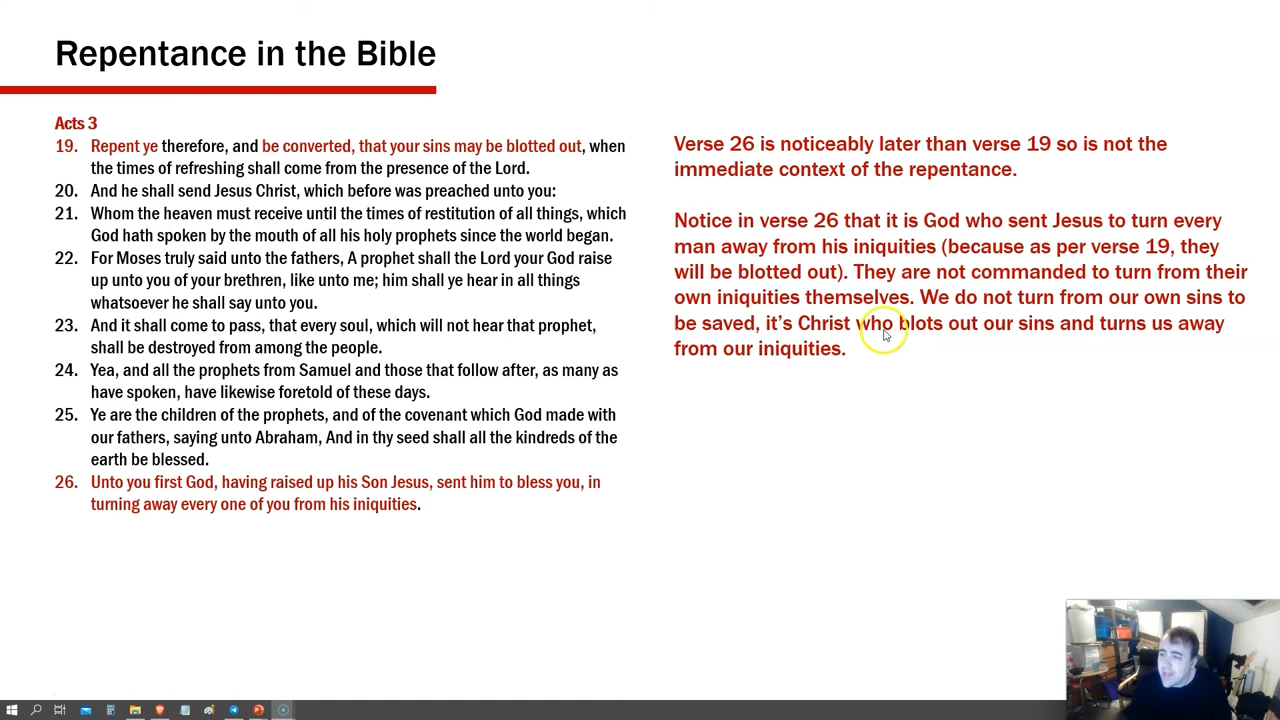 Repentance in the Bible
Acts 3
19. Repent ye therefore, and be converted, that your sins may be blotted out, when
the times of refreshing shall come from the presence of the Lord.
20. And he shall send Jesus Christ, which before was preached unto you:
21. Whom the heaven must receive until the times of restitution of all things, which
God hath spoken by the mouth of all his holy prophets since the world began.
22. For Moses truly said unto the fathers, A prophet shall the Lord your God raise
up unto you of your brethren, like unto me; him shall ye hear in all things
whatsoever he shall say unto you.
23. And it shall come to pass, that every soul, which will not hear that prophet,
shall be destroyed from among the people.
24. Yea, and all the prophets from Samuel and those that follow after, as many as
have spoken, have likewise foretold of these days.
25. Ye are the children of the prophets, and of the covenant which God made with
our fathers, saying unto Abraham, And in thy seed shall all the kindreds of the
earth be blessed.
26. Unto you first God, having raised up his Son Jesus, sent him to bless you, in
turning away every one of you from his iniquities.
Verse 26 is noticeably later than verse 19 so is not the
immediate context of the repentance.
Notice in verse 26 that it is God who sent Jesus to turn every
man away from his iniquities (because as per verse 19, they
will be blotted out). They are not commanded to turn from their
own iniquities themselves. We do not turn from our own sins to
be saved, it's Christ who blots out our sins and turns us away
from our iniquities.